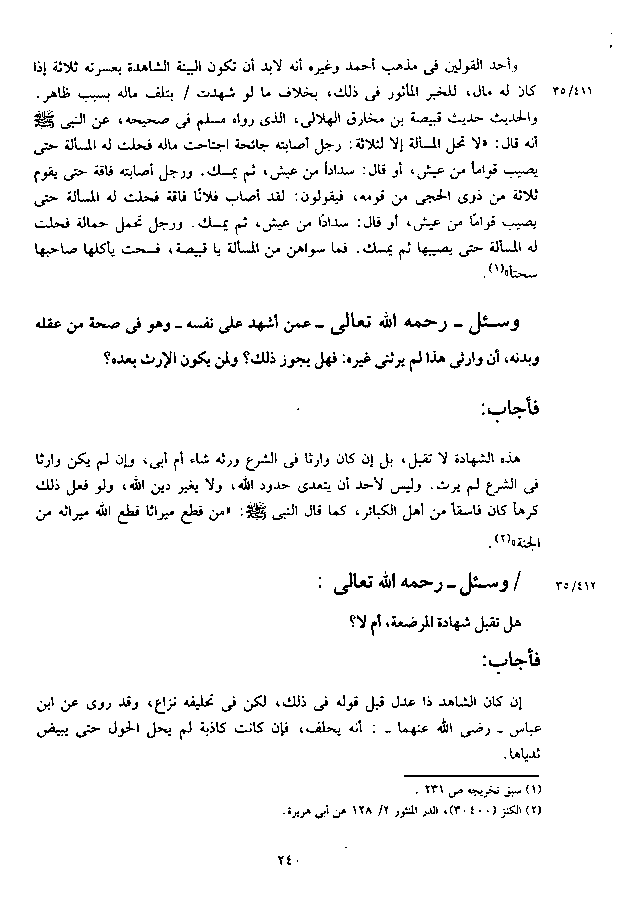 وأحد القولين فى مذهب أحمد وغيره أنه لابد أن تكون البينة الشاهدة بعسرته ثلاثة إذا
٣٥/٤١١ كان له مال، للخبر المأثور فى ذلك، بخلاف ما لو شهدت / بتلف ماله بسبب ظاهر.
والحديث حديث قبيصة بن مخارق الهلالى، الذى رواه مسلم فى صحيحه، عن النبى ﷺ
أنه قال: «لا تحل المسألة إلا لثلاثة: رجل أصابته جائحة اجتاحت ماله فحلت له المسألة حتى
يصيب قواماً من عيش، أو قال: سداداً من عيش، ثم يمسك. ورجل أصابته فاقة حتى يقوم
ثلاثة من ذوى الحجى من قومه، فيقولون: لقد أصاب فلانًا فاقة فحلت له المسألة حتى
يصيب قوامًا من عيش، أو قال: سدادًا من عيش، ثم يمسك. ورجل تحمل حمالة فحلت
له المسألة حتى يصيبها ثم يمسك. فما سواهن من المسألة يا قبيصة، فسحت يأكلها صاحبها
سحتا»(١).
وسئل ـ رحمه الله تعالى ـ عمن أشهد على نفسه ـ وهو فى صحة من عقله
وبدنه، أن وارثى هذا لم يرثنى غيره: فهل يجوز ذلك؟ ولمن يكون الإرث بعده؟
فأجاب:
هذه الشهادة لا تقبل، بل إن كان وارثا فى الشرع ورثه شاء أم أبى، وإن لم يكن وارثا
فى الشرع لم يرث. وليس لأحد أن يتعدى حدود الله، ولا يغير دين الله، ولو فعل ذلك
كرهاً كان فاسقاً من أهل الكبائر، كما قال النبى ﷺ: «من قطع ميراثا قطع الله ميراثه من
الجنة»(٢).
٣٥/٤١٢ / وسئل ـ رحمه الله تعالى :
هل تقبل شهادة المرضعة، أم لا؟
فأجاب:
إن كان الشاهد ذا عدل قبل قوله فى ذلك، لكن فى تحليفه نزاع، وقد روى عن ابن
عباس ـ رضى الله عنهما ـ : أنه يحلف، فإن كانت كاذبة لم يحل الحول حتى يبيض
ثدياها.
(١) سبق تخريجه ص ٢٣١ .
(٢) الكنز (٣٠٤٠٠)، الدر المنثور ٢/ ١٢٨ عن أبي هريرة.
٢٤٠